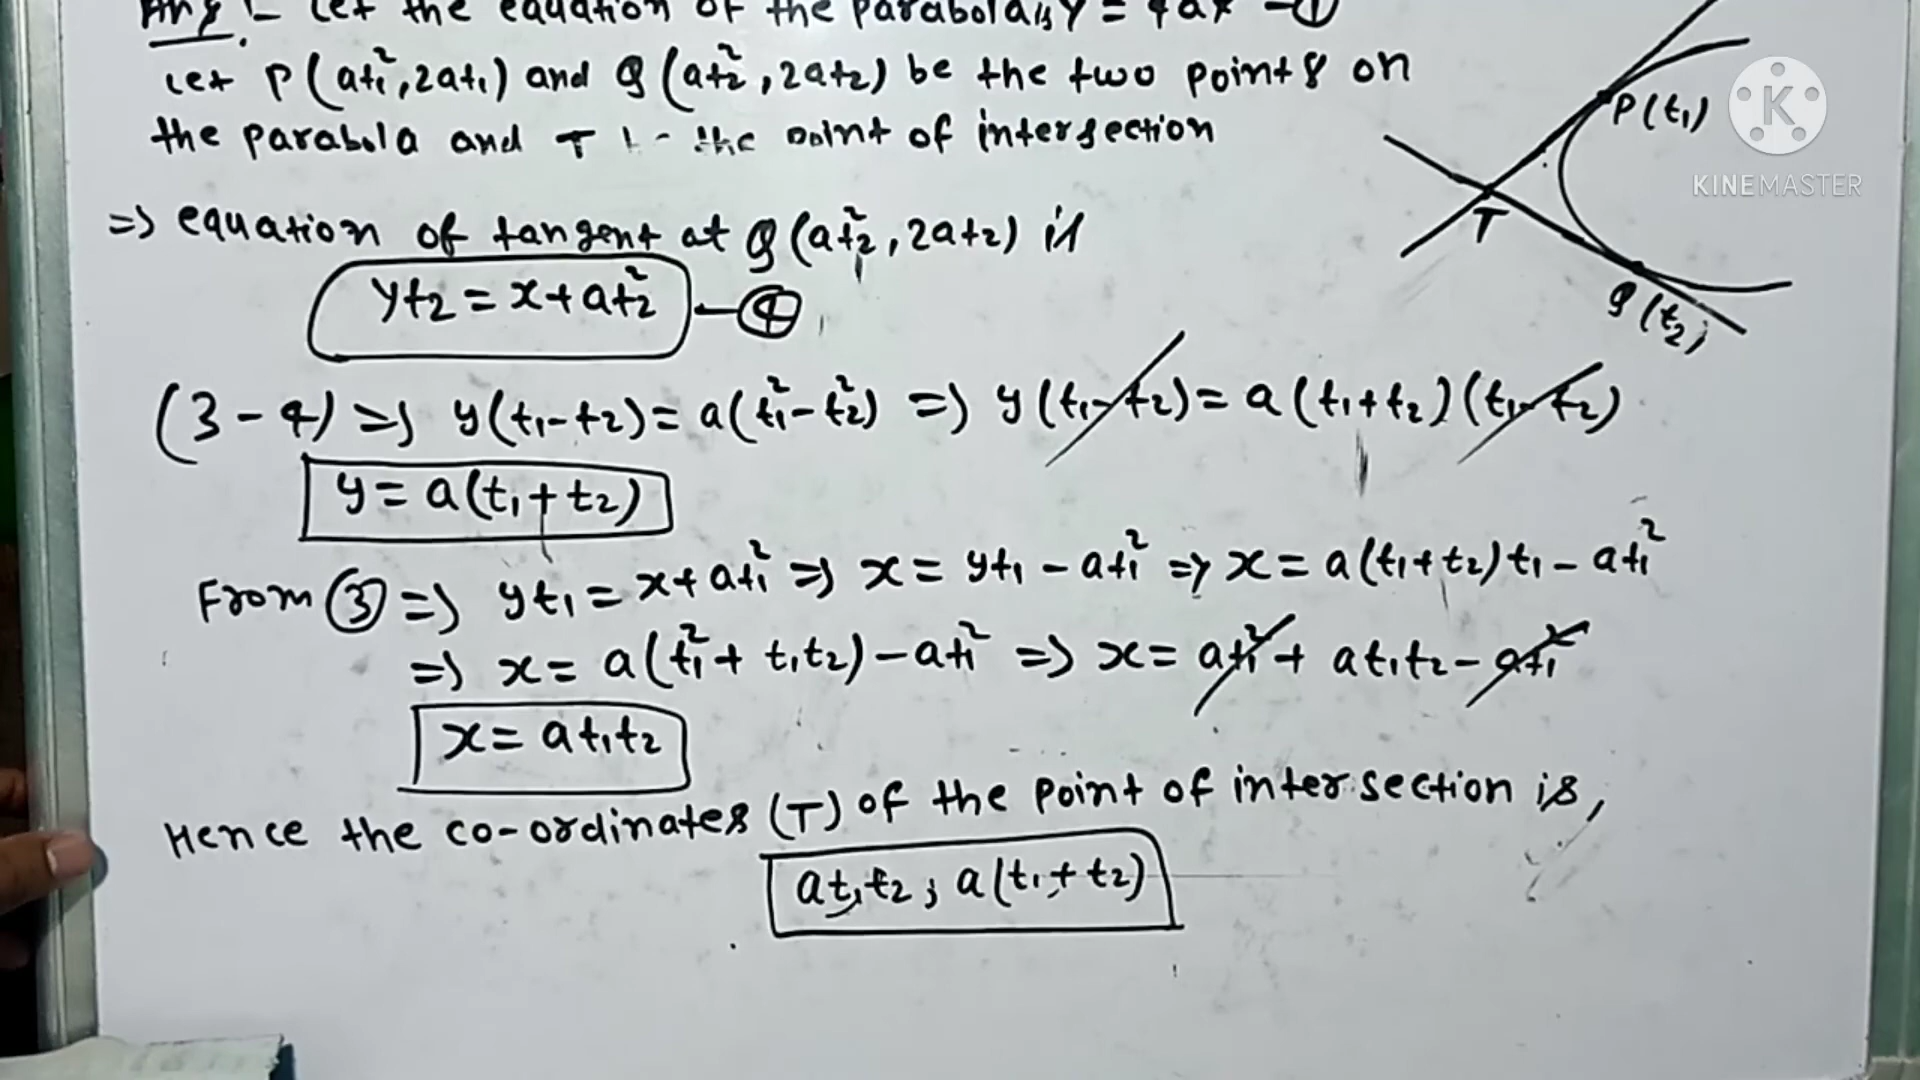 Ans :- Let the equation of the parabola is y = 4ax - ①
Let P(at₁², 2at₁) and Q(at₂², 2at₂) be the two points on
the parabola and T the point of intersection
=> equation of tangent at Q(at₂², 2at₂) is
yt₂ = x + at₂² - ④
(3 - 4) => y(t₁ - t₂) = a(t₁² - t₂²) => y(t₁ - t₂) = a(t₁ + t₂)(t₁ - t₂)
y = a(t₁ + t₂)
From ③ => yt₁ = x + at₁² => x = yt₁ - at₁² => x = a(t₁ + t₂)t₁ - at₁²
=> x = a(t₁² + t₁t₂) - at₁² => x = at₁² + at₁t₂ - at₁²
x = at₁t₂
Hence the co-ordinates (T) of the point of intersection is,
at₁t₂ ; a(t₁ + t₂)
P(t₁)
T
Q(t₂)
K
KINEMASTER